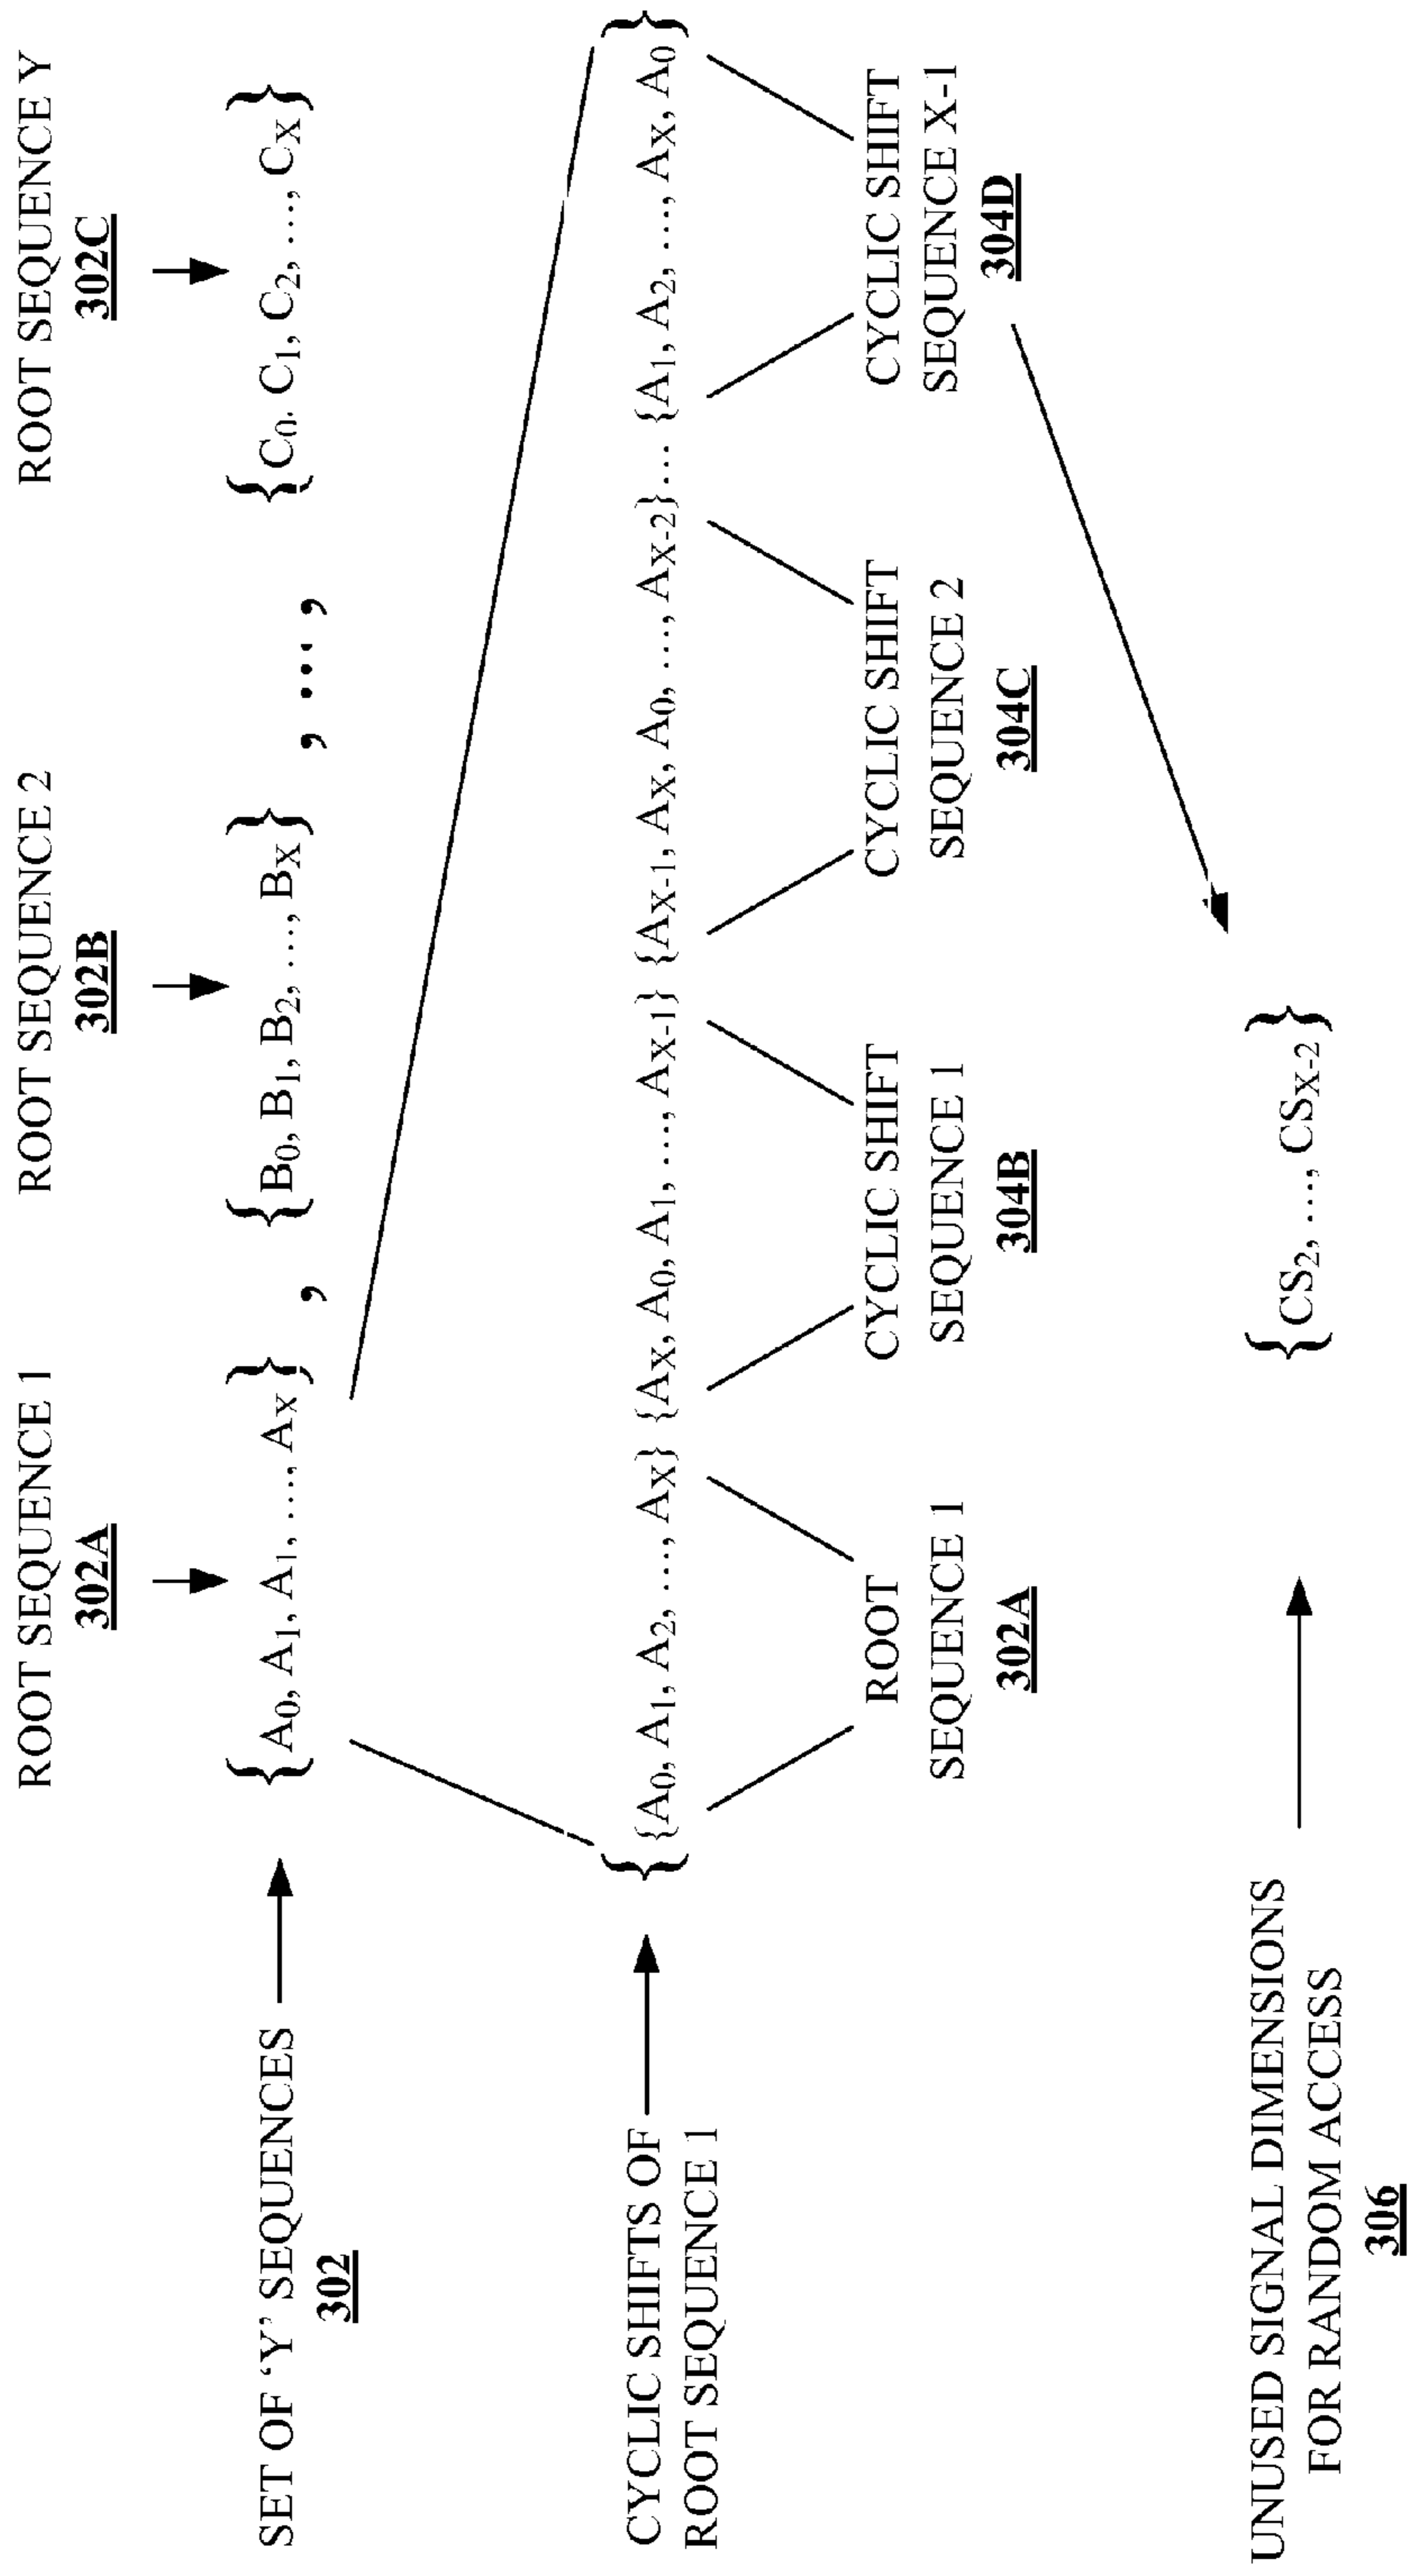 ROOT SEQUENCE 1
302A
ROOT SEQUENCE 2
302B
ROOT SEQUENCE Y
302C
SET OF ‘Y’ SEQUENCES
302
{A₀, A₁, A₁, …, Aₓ} , {B₀, B₁, B₂, …, Bₓ} , … , {C₀, C₁, C₂, …, Cₓ}
CYCLIC SHIFTS OF
ROOT SEQUENCE 1
{ {A₀, A₁, A₂, …, Aₓ} {Aₓ, A₀, A₁, …, Aₓ₋₁} {Aₓ₋₁, Aₓ, A₀, …, Aₓ₋₂} … {A₁, A₂, …, Aₓ, A₀ }
ROOT
SEQUENCE 1
302A
CYCLIC SHIFT
SEQUENCE 1
304B
CYCLIC SHIFT
SEQUENCE 2
304C
CYCLIC SHIFT
SEQUENCE X-1
304D
UNUSED SIGNAL DIMENSIONS
FOR RANDOM ACCESS
306
{CS₂, …, CSₓ₋₂}